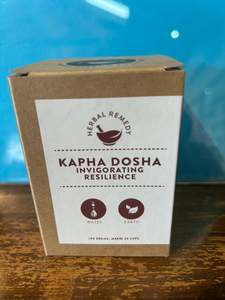 HERBAL REMEDY
KAPHA DOSHA
INVIGORATING
RESILIENCE
WATER
EARTH